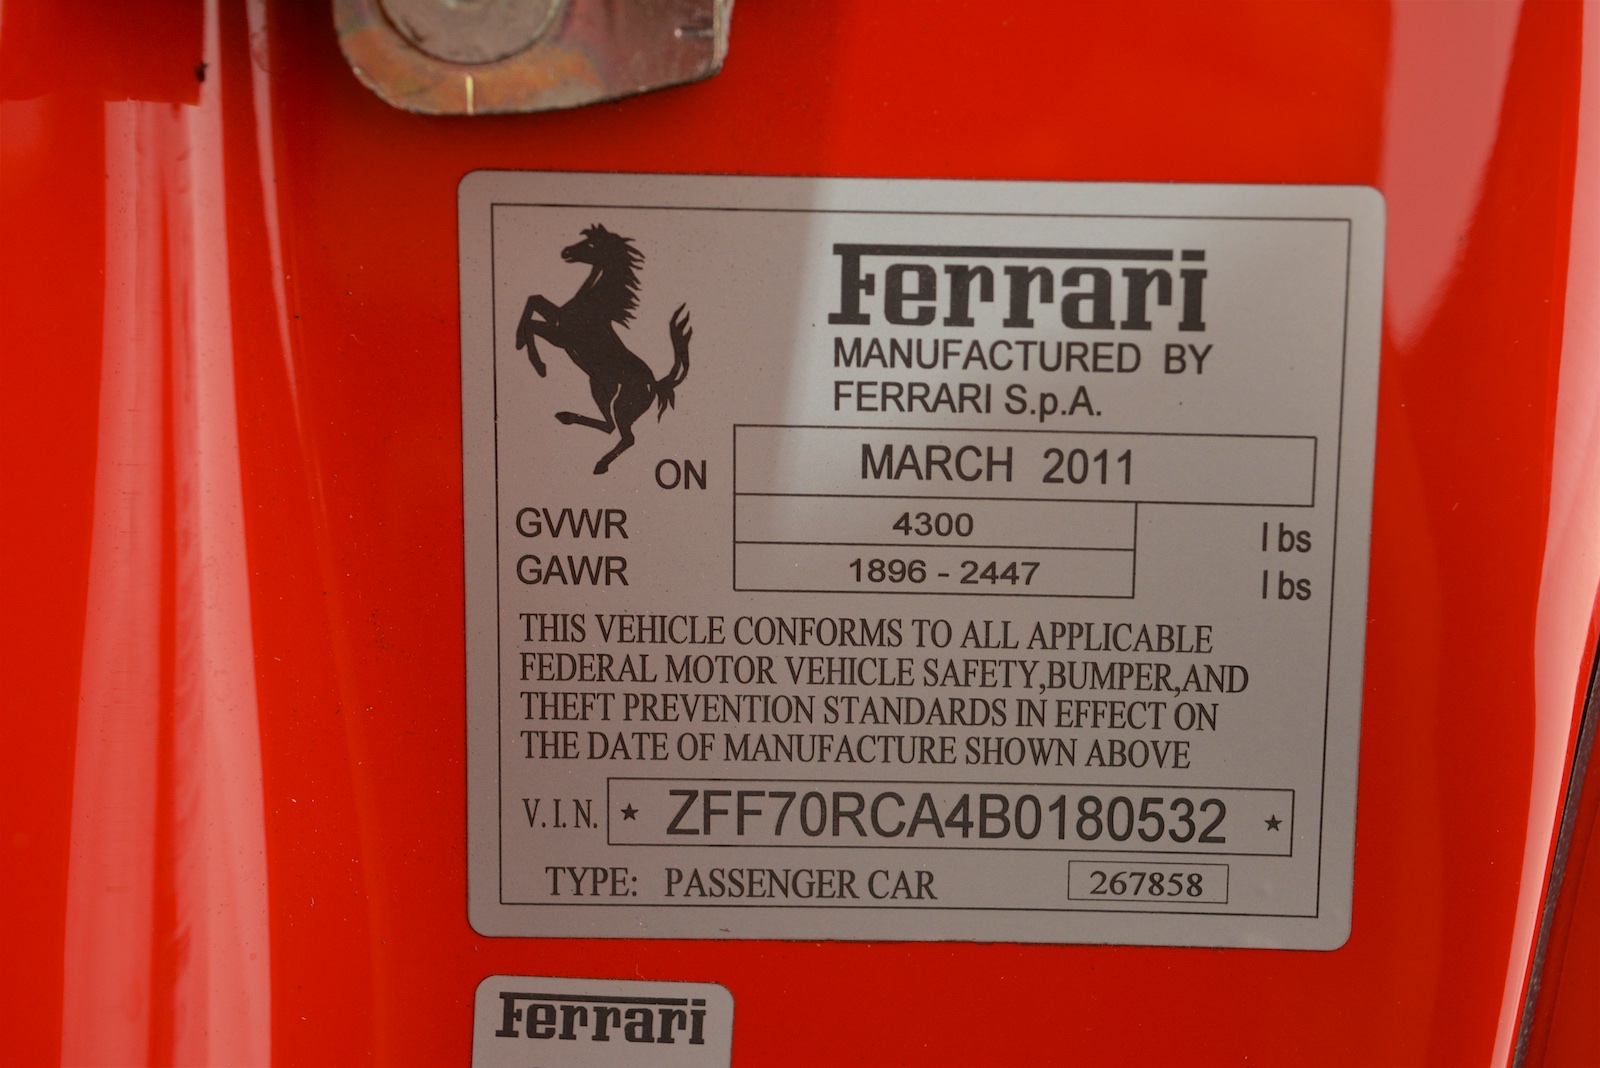 Ferrari
MANUFACTURED BY
FERRARI S.p.A.
ON MARCH 2011
GVWR 4300 lbs
GAWR 1896 - 2447 lbs
THIS VEHICLE CONFORMS TO ALL APPLICABLE
FEDERAL MOTOR VEHICLE SAFETY,BUMPER,AND
THEFT PREVENTION STANDARDS IN EFFECT ON
THE DATE OF MANUFACTURE SHOWN ABOVE
V.I.N. ★ ZFF70RCA4B0180532 ★
TYPE: PASSENGER CAR 267858
Ferrari